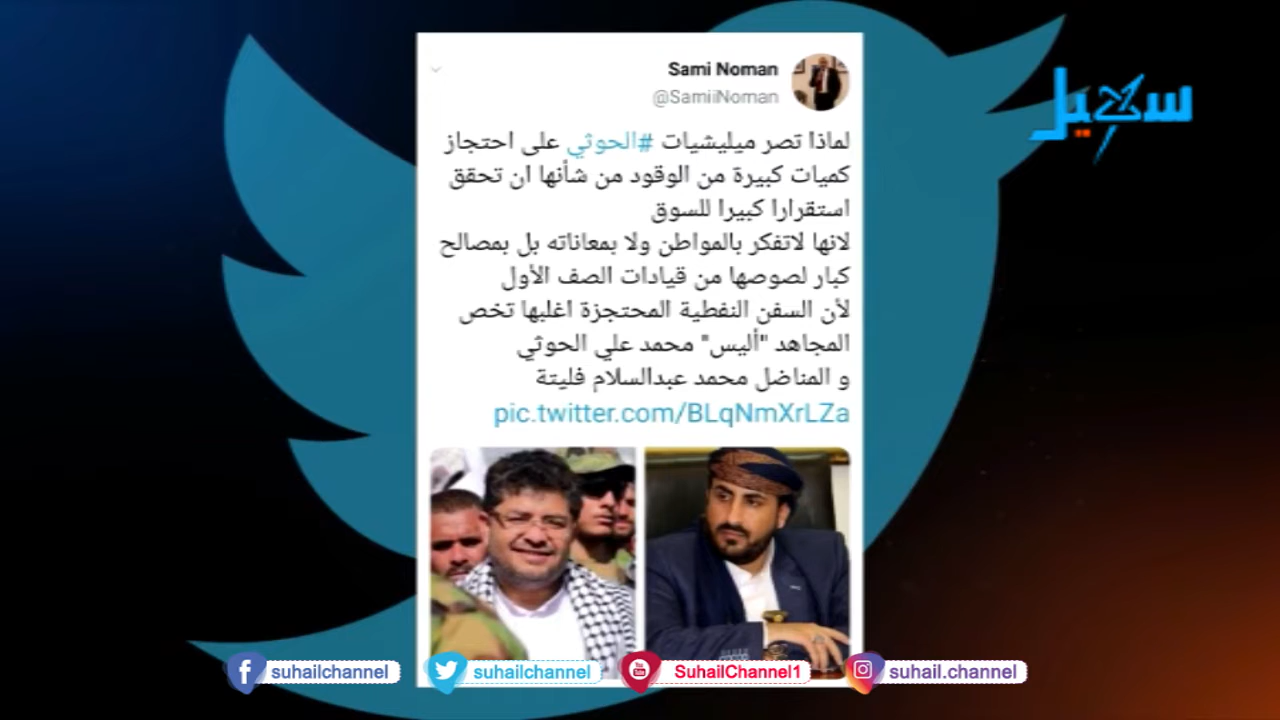 سهيل
Sami Noman
@SamiiNoman
لماذا تصر ميليشيات #الحوثي على احتجاز
كميات كبيرة من الوقود من شأنها ان تحقق
استقرارا كبيرا للسوق
لانها لاتفكر بالمواطن ولا بمعاناته بل بمصالح
كبار لصوصها من قيادات الصف الأول
لأن السفن النفطية المحتجزة اغلبها تخص
المجاهد "أليس" محمد علي الحوثي
و المناضل محمد عبدالسلام فليتة
pic.twitter.com/BLqNmXrLZa
suhailchannel
suhailchannel
SuhailChannel1
suhail.channel